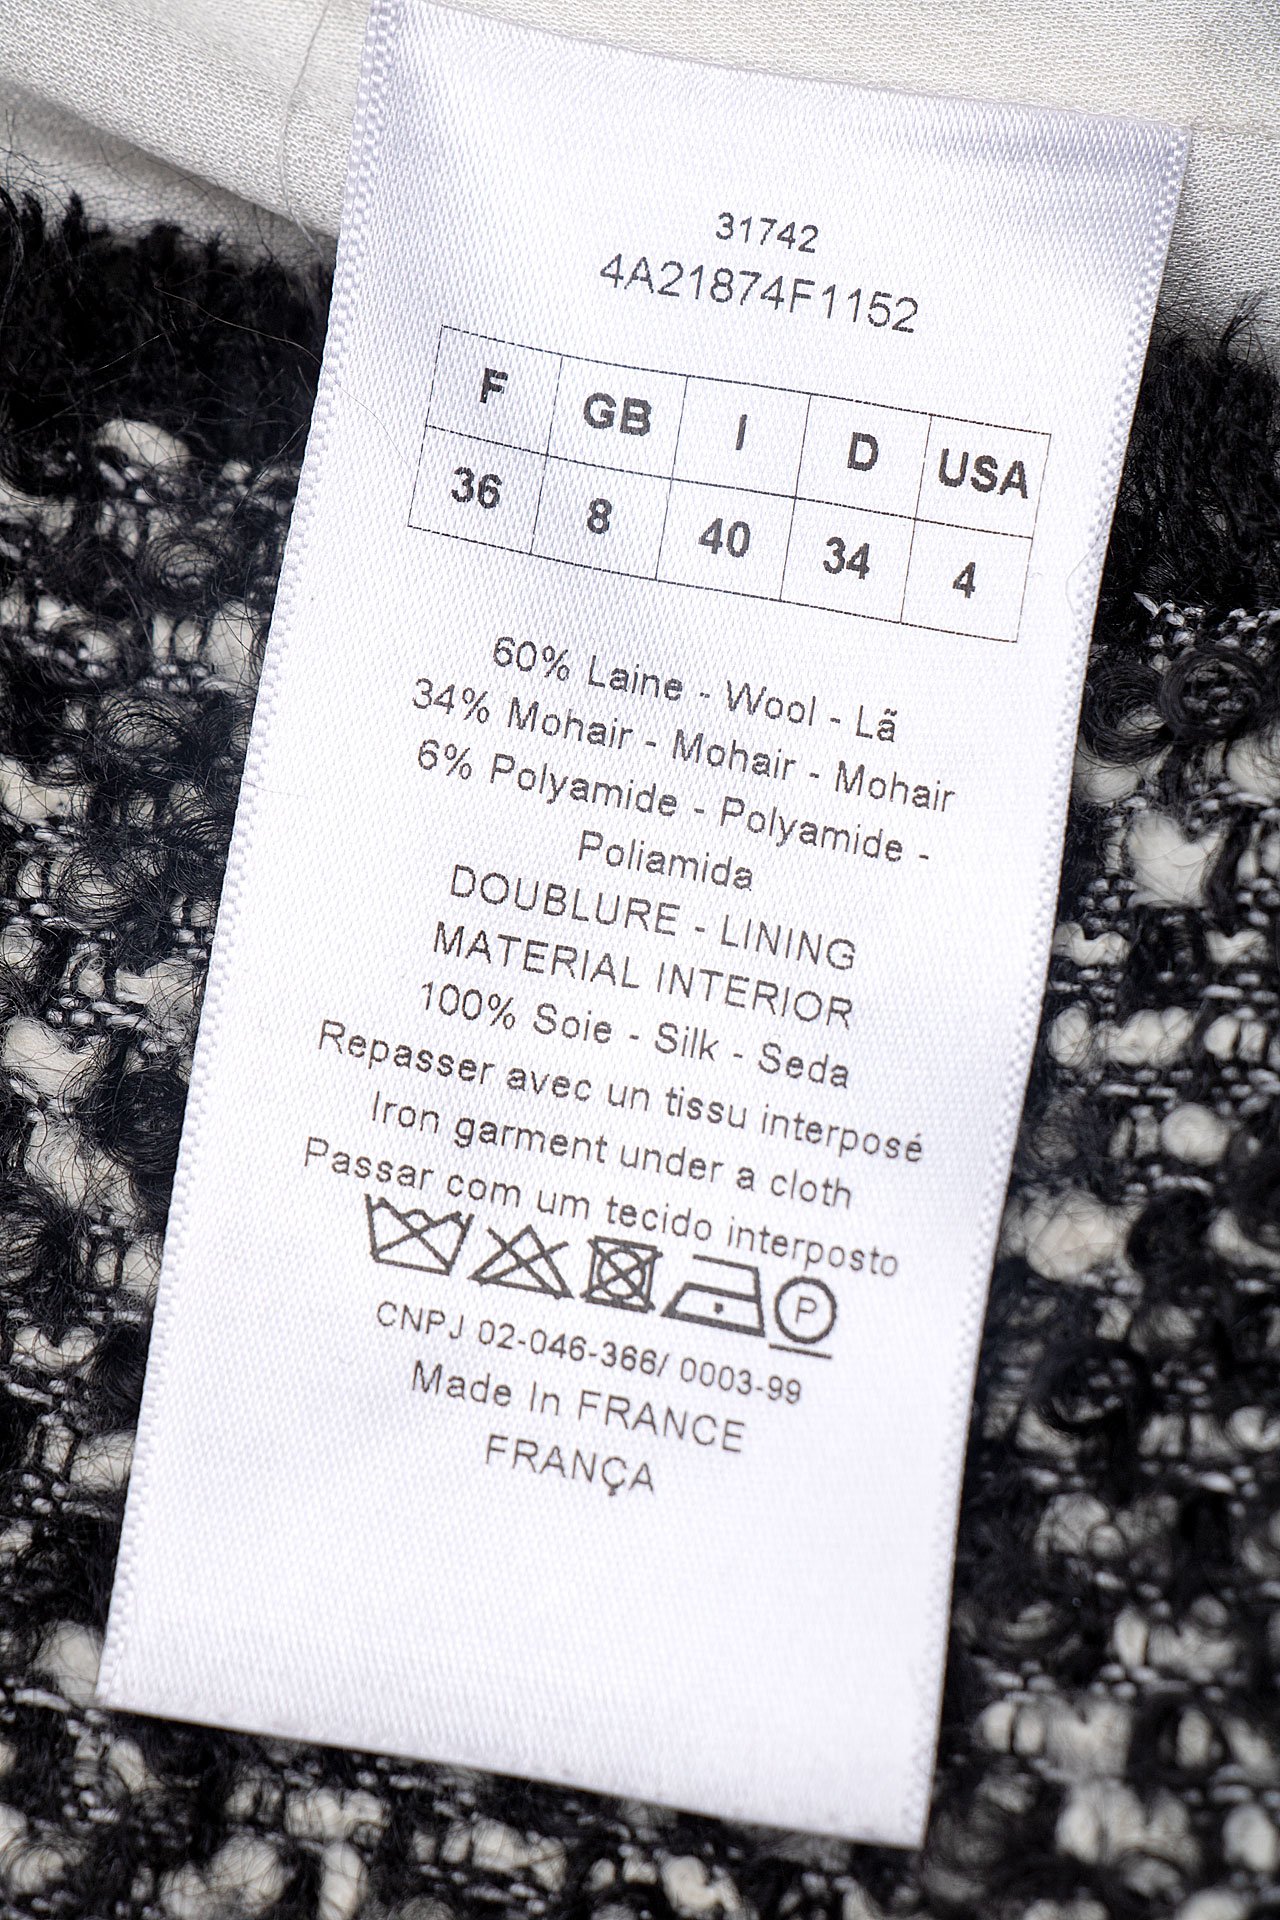 31742
4A21874F1152
F GB I D USA
36 8 40 34 4
60% Laine - Wool - Lã
34% Mohair - Mohair - Mohair
6% Polyamide - Polyamide -
Poliamida
DOUBLURE - LINING
MATERIAL INTERIOR
100% Soie - Silk - Seda
Repasser avec un tissu interposé
Iron garment under a cloth
Passar com um tecido interposto
P
CNPJ 02-046-366/ 0003-99
Made In FRANCE
FRANÇA